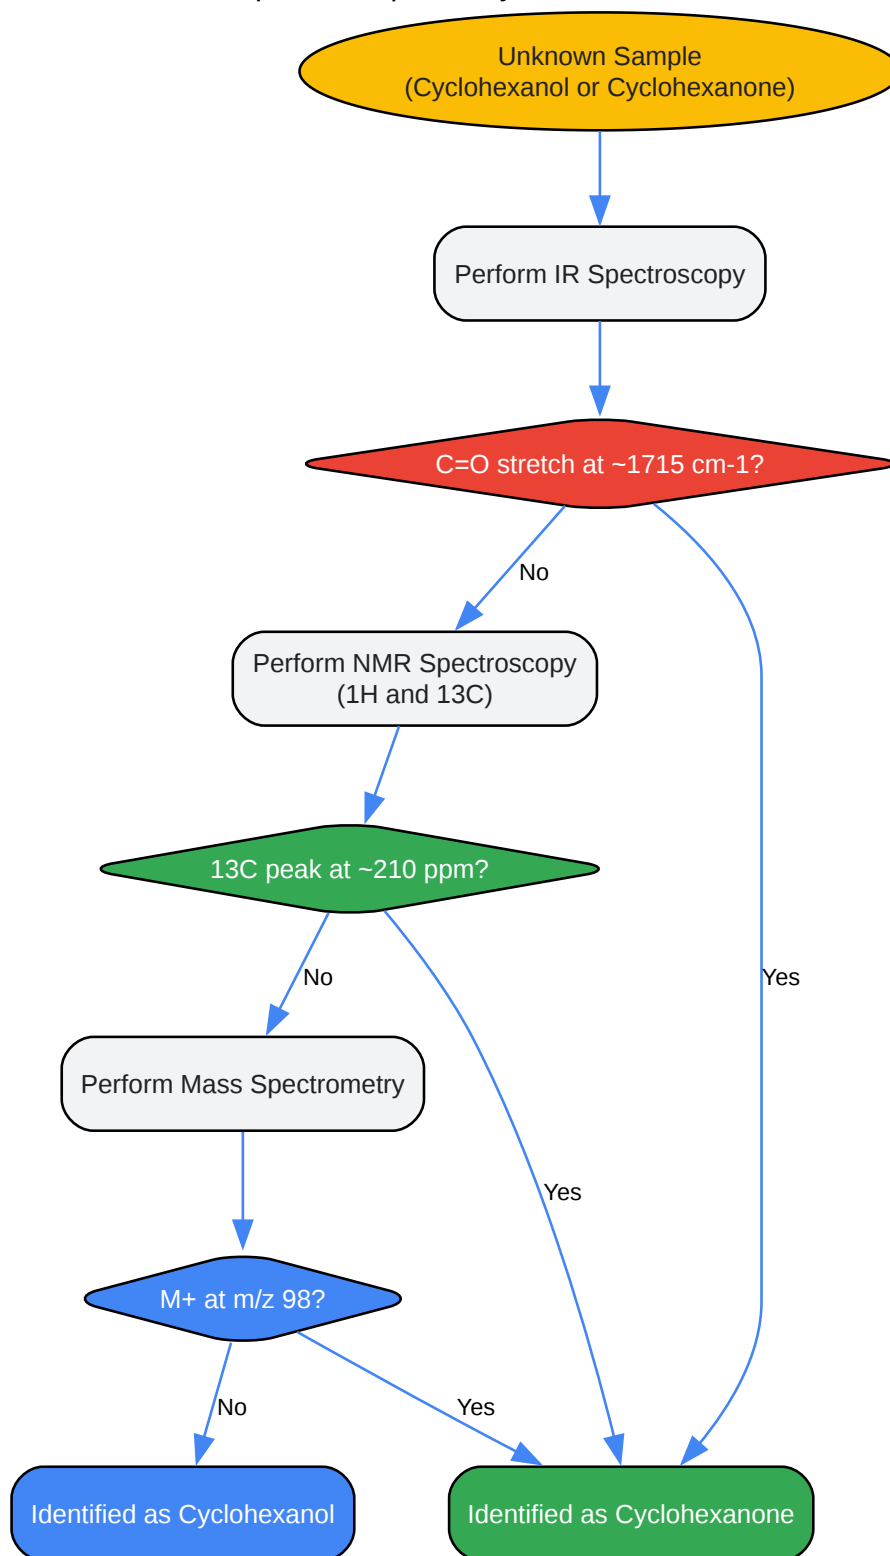 Unknown Sample
(Cyclohexanol or Cyclohexanone)
Perform IR Spectroscopy
C=O stretch at ~1715 cm-1?
No
Perform NMR Spectroscopy
(1H and 13C)
13C peak at ~210 ppm?
No
Yes
Perform Mass Spectrometry
Yes
M+ at m/z 98?
No
Yes
Identified as Cyclohexanol
Identified as Cyclohexanone